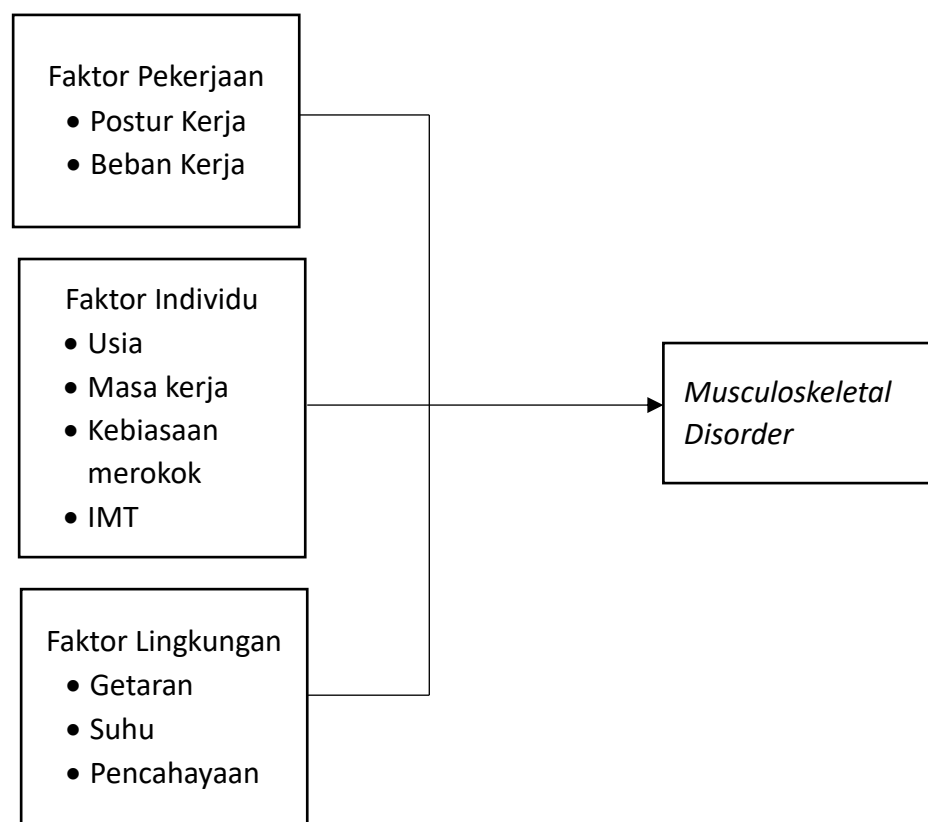 Faktor Pekerjaan
• Postur Kerja
• Beban Kerja
Faktor Individu
• Usia
• Masa kerja
• Kebiasaan
merokok
• IMT
Faktor Lingkungan
• Getaran
• Suhu
• Pencahayaan
Musculoskeletal
Disorder